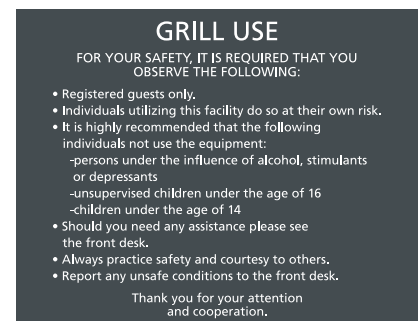 GRILL USE
FOR YOUR SAFETY, IT IS REQUIRED THAT YOU
OBSERVE THE FOLLOWING:
• Registered guests only.
• Individuals utilizing this facility do so at their own risk.
• It is highly recommended that the following
individuals not use the equipment:
-persons under the influence of alcohol, stimulants
or depressants
-unsupervised children under the age of 16
-children under the age of 14
• Should you need any assistance please see
the front desk.
• Always practice safety and courtesy to others.
• Report any unsafe conditions to the front desk.
Thank you for your attention
and cooperation.